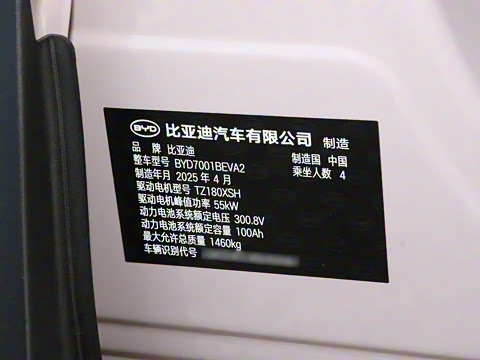 BYD 比亚迪汽车有限公司 制造
品 牌 比亚迪 制造国 中国
整车型号 BYD7001BEVA2 乘坐人数 4
制造年月 2025 年 4 月
驱动电机型号 TZ180XSH
驱动电机峰值功率 55kW
动力电池系统额定电压 300.8V
动力电池系统额定容量 100Ah
最大允许总质量 1460kg
车辆识别代号